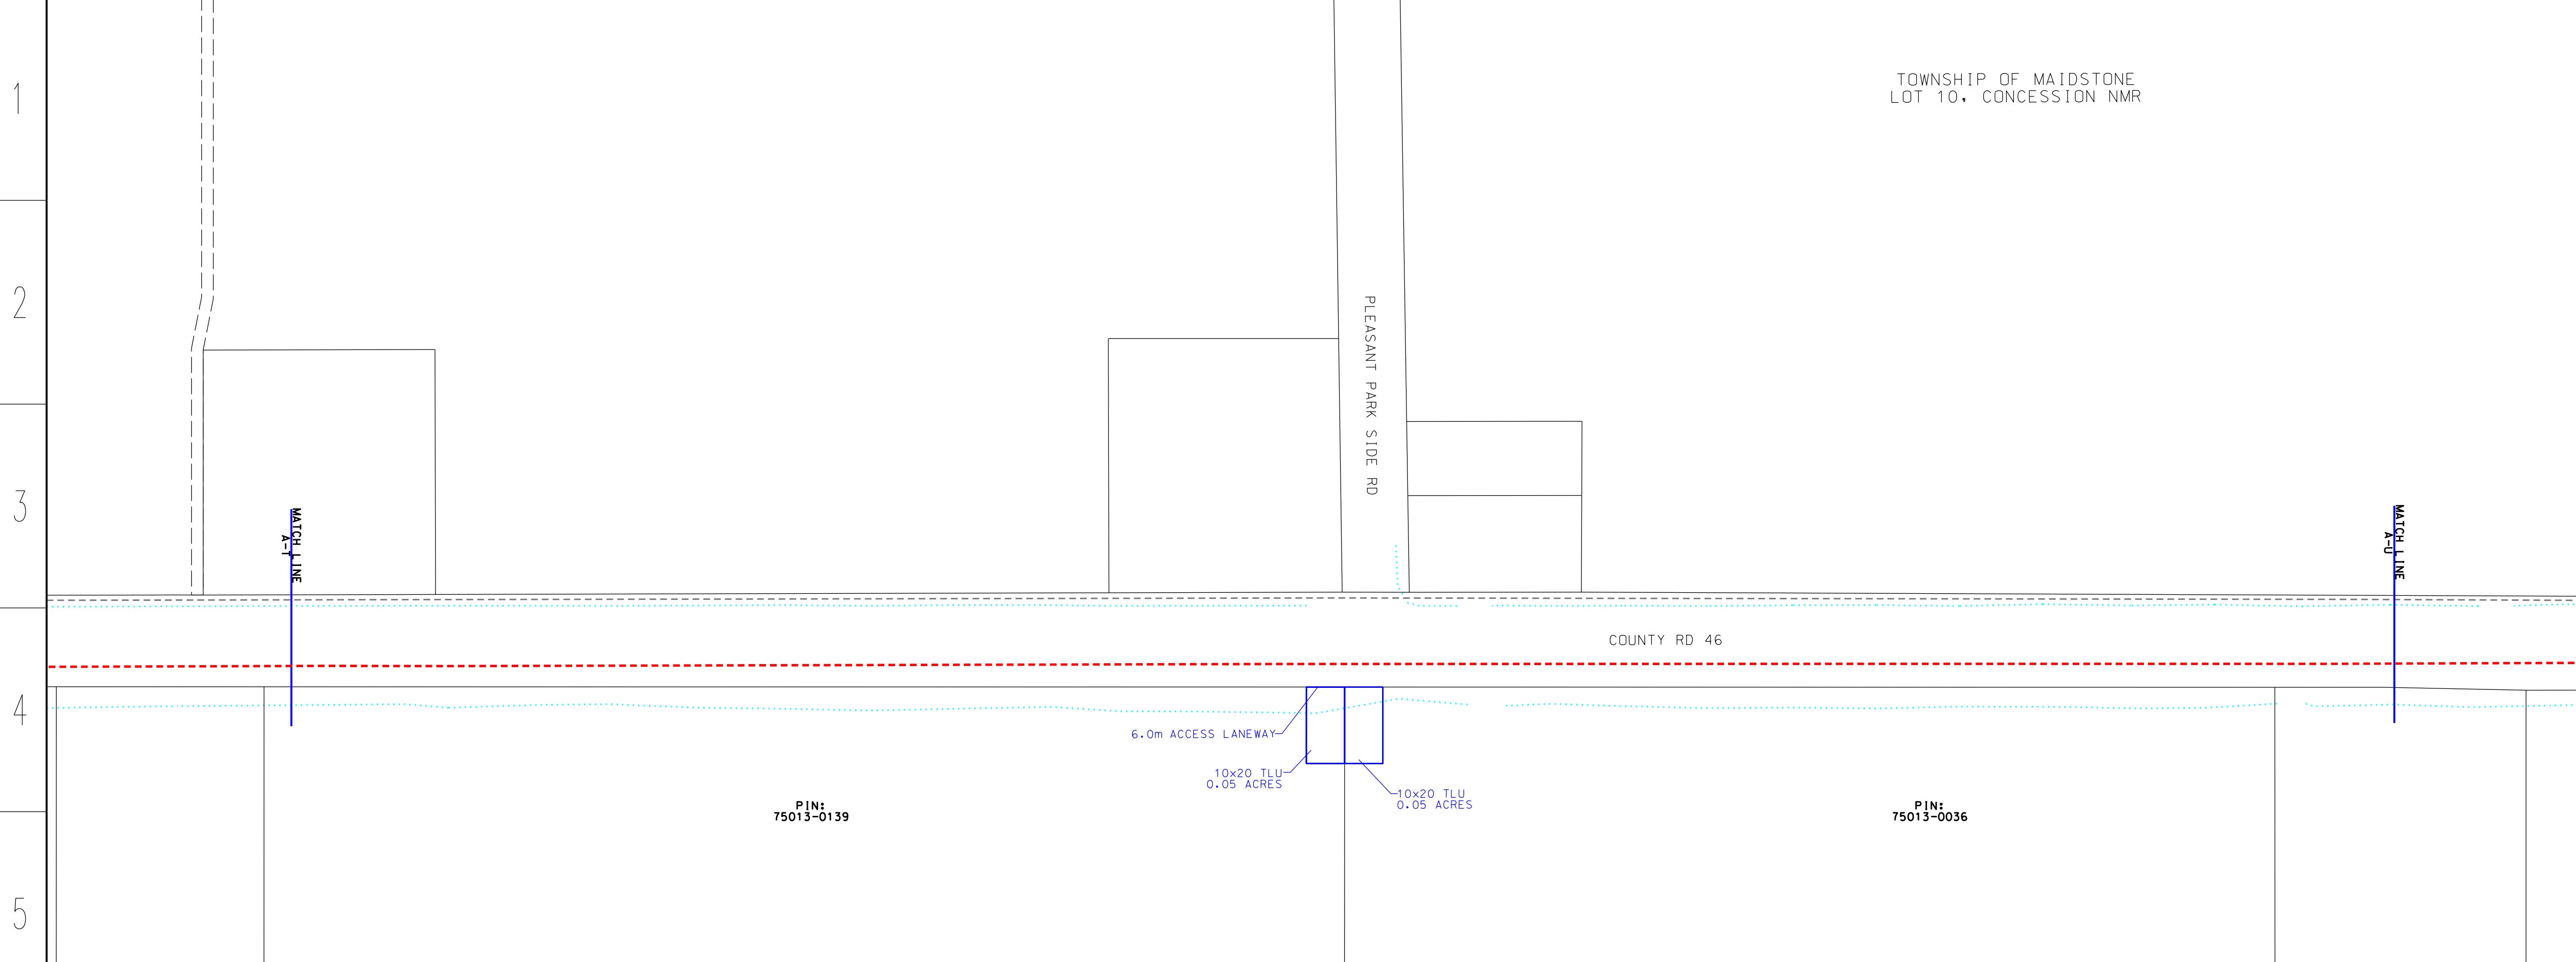 1
TOWNSHIP OF MAIDSTONE
LOT 10, CONCESSION NMR
2
PLEASANT PARK SIDE RD
3
MATCH LINE
A-T
MATCH LINE
A-U
COUNTY RD 46
4
6.0m ACCESS LANEWAY
10x20 TLU
0.05 ACRES
10x20 TLU
0.05 ACRES
PIN:
75013-0139
PIN:
75013-0036
5